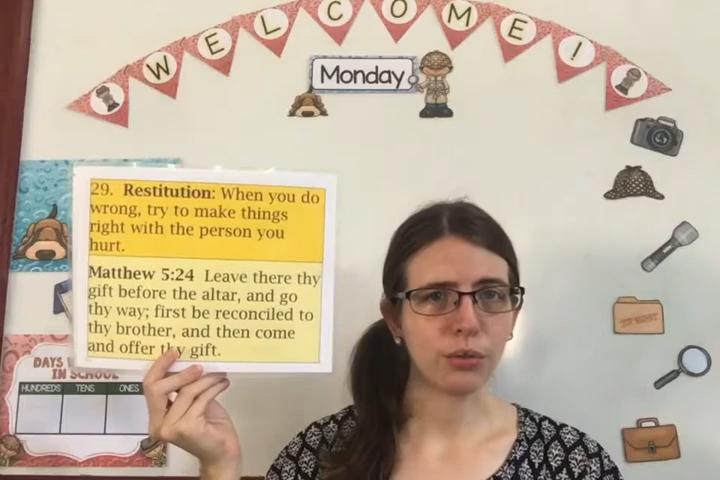 WELCOME!
Monday
29. Restitution: When you do
wrong, try to make things
right with the person you
hurt.
Matthew 5:24 Leave there thy
gift before the altar, and go
thy way; first be reconciled to
thy brother, and then come
and offer thy gift.
DAYS
IN SCHOOL
HUNDREDS TENS ONES